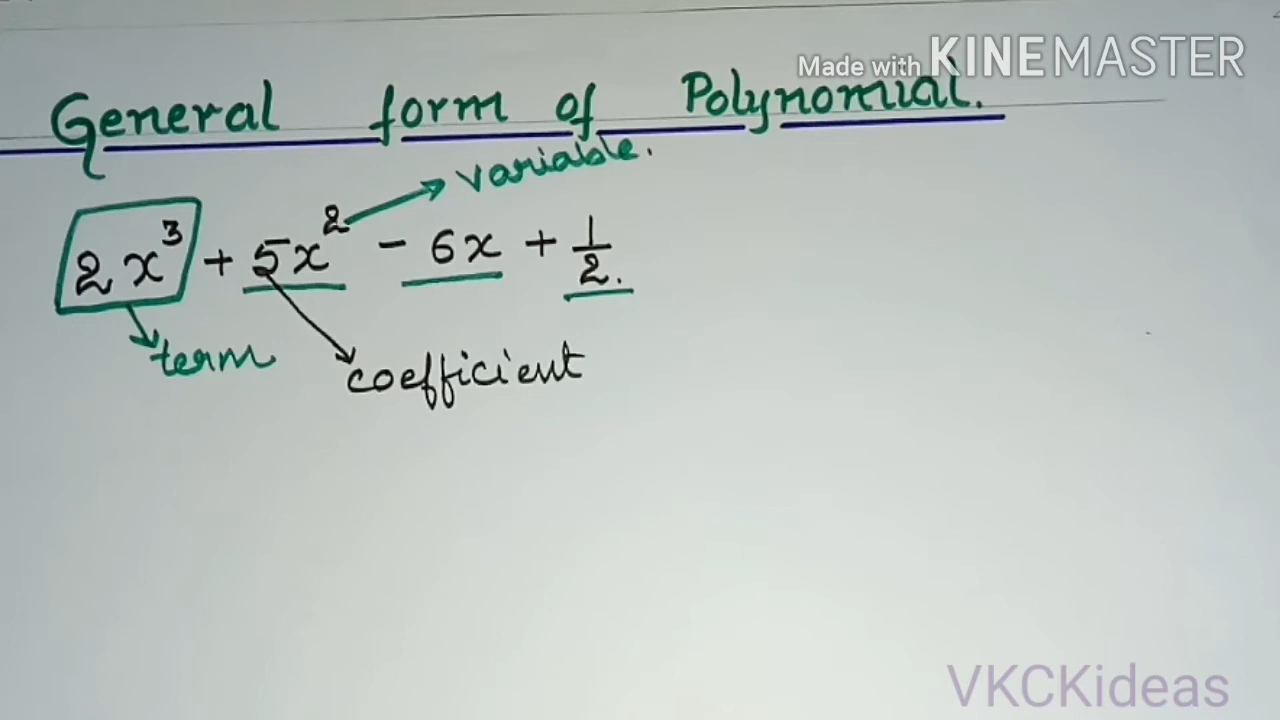 Made with KINEMASTER
General form of Polynomial.
variable.
2x³ + 5x² - 6x + 1/2.
term
coefficient
VKCKideas